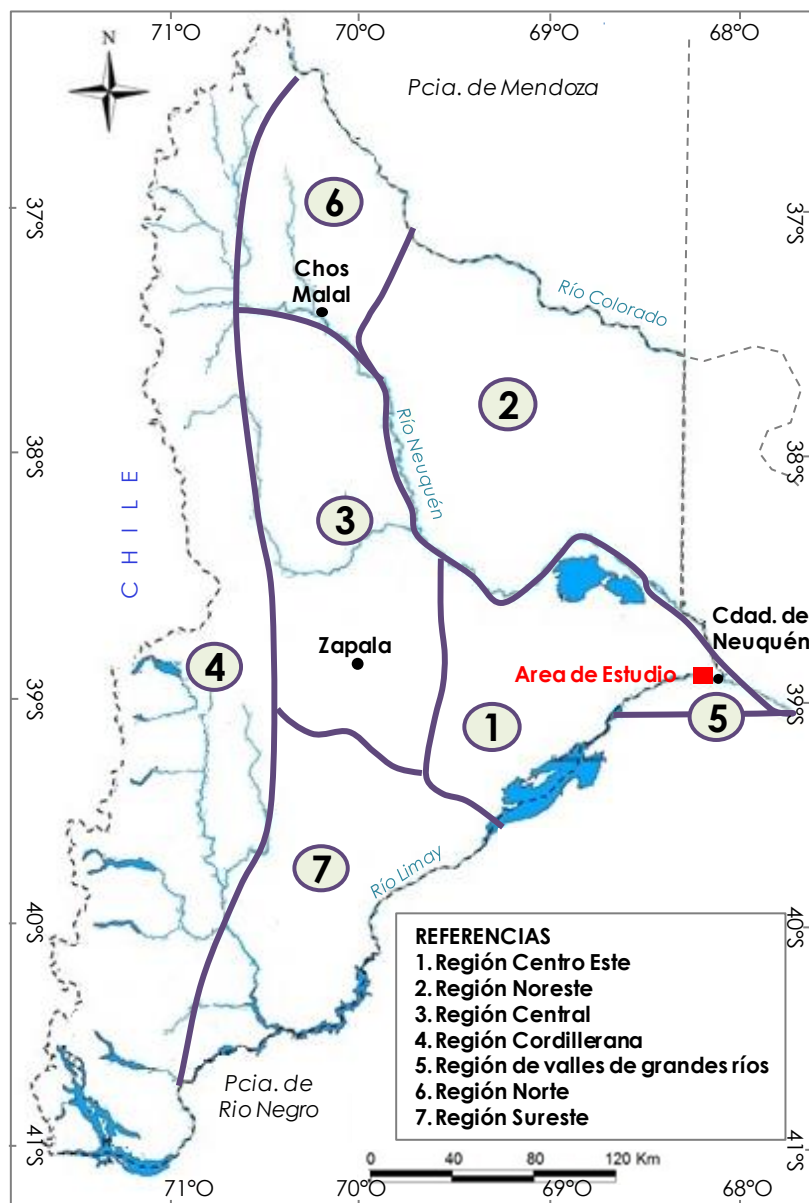 71°O
70°O
69°O
68°O
N
Pcia. de Mendoza
37°S
37°S
6
Chos
Malal
Río Colorado
2
Río Neuquén
38°S
38°S
CHILE
3
Cdad. de
Neuquén
Zapala
4
Area de Estudio
39°S
39°S
1
5
7
Río Limay
40°S
40°S
REFERENCIAS
1. Región Centro Este
2. Región Noreste
3. Región Central
4. Región Cordillerana
5. Región de valles de grandes ríos
6. Región Norte
7. Región Sureste
Pcia. de
Rio Negro
41°S
41°S
0 40 80 120 Km
71°O
70°O
69°O
68°O